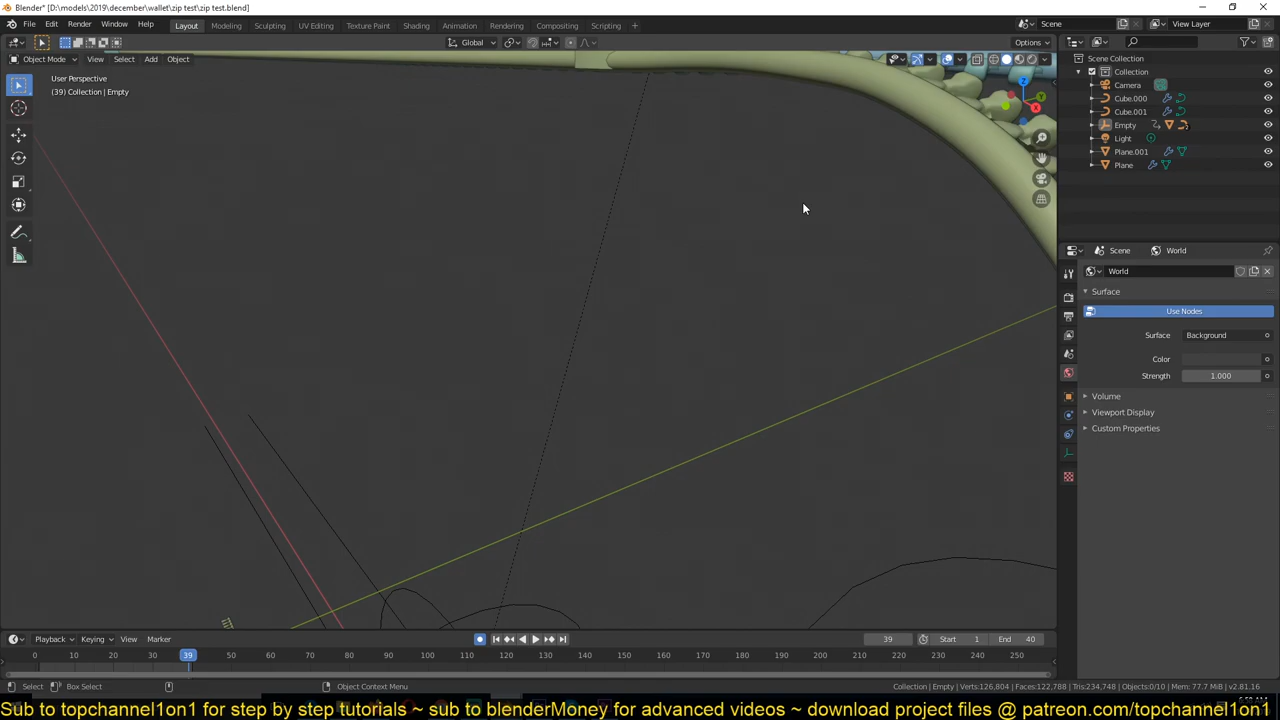 Blender* [D:\models\2019\december\wallet\zip test\zip test.blend]
File Edit Render Window Help Layout Modeling Sculpting UV Editing Texture Paint Shading Animation Rendering Compositing Scripting + Scene View Layer
Global Options
Object Mode View Select Add Object
User Perspective
(39) Collection | Empty
Scene Collection
Collection
Camera
Cube.000
Cube.001
Empty
Light
Plane.001
Plane
Z
Y
X
Scene World
World
Surface
Use Nodes
Surface Background
Color
Strength 1.000
Volume
Viewport Display
Custom Properties
Playback Keying View Marker 39 Start 1 End 40
0 10 20 30 39 50 60 70 80 90 100 110 120 130 140 150 160 170 180 190 200 210 220 230 240 250
Select Box Select Object Context Menu Collection | Empty | Verts:126,804 | Faces:122,788 | Tris:234,748 | Objects:0/10 | Mem: 77.7 MiB | v2.81.16
Sub to topchannel1on1 for step by step tutorials ~ sub to blenderMoney for advanced videos ~ download project files @ patreon.com/topchannel1on1